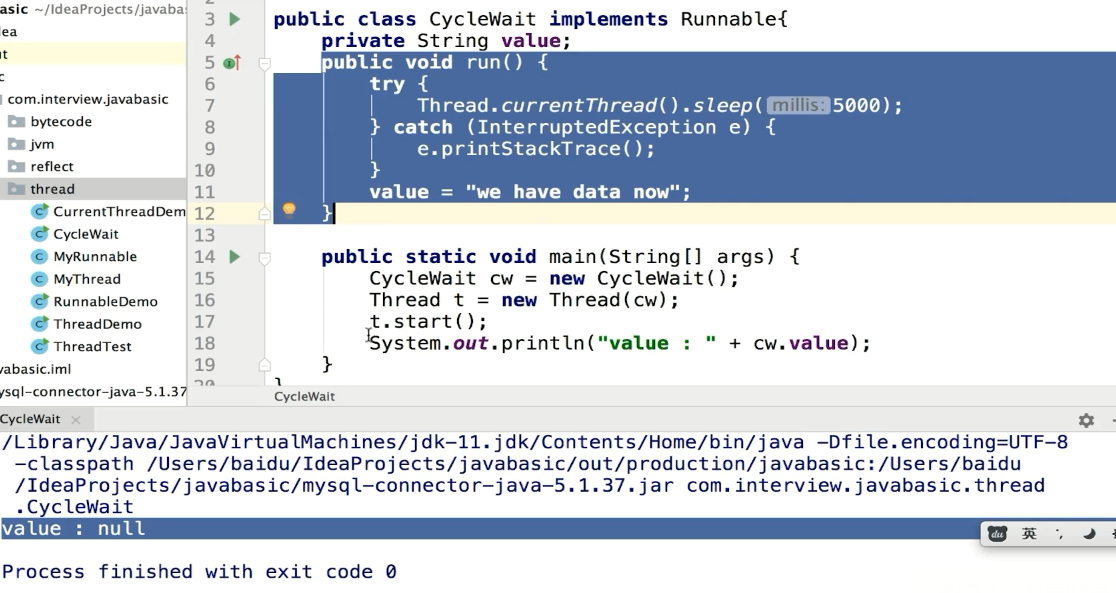 asic ~/IdeaProjects/javaba
ea
t
c
com.interview.javabasic
bytecode
jvm
reflect
thread
CurrentThreadDem
CycleWait
MyRunnable
MyThread
RunnableDemo
ThreadDemo
ThreadTest
vabasic.iml
ysql-connector-java-5.1.37
3 public class CycleWait implements Runnable{
4 private String value;
5 public void run() {
6 try {
7 Thread.currentThread().sleep( millis: 5000);
8 } catch (InterruptedException e) {
9 e.printStackTrace();
10 }
11 value = "we have data now";
12 }
13
14 public static void main(String[] args) {
15 CycleWait cw = new CycleWait();
16 Thread t = new Thread(cw);
17 t.start();
18 System.out.println("value : " + cw.value);
19 }
20 }
CycleWait
CycleWait ×
/Library/Java/JavaVirtualMachines/jdk-11.jdk/Contents/Home/bin/java -Dfile.encoding=UTF-8
-classpath /Users/baidu/IdeaProjects/javabasic/out/production/javabasic:/Users/baidu
/IdeaProjects/javabasic/mysql-connector-java-5.1.37.jar com.interview.javabasic.thread
.CycleWait
value : null
du 英
Process finished with exit code 0